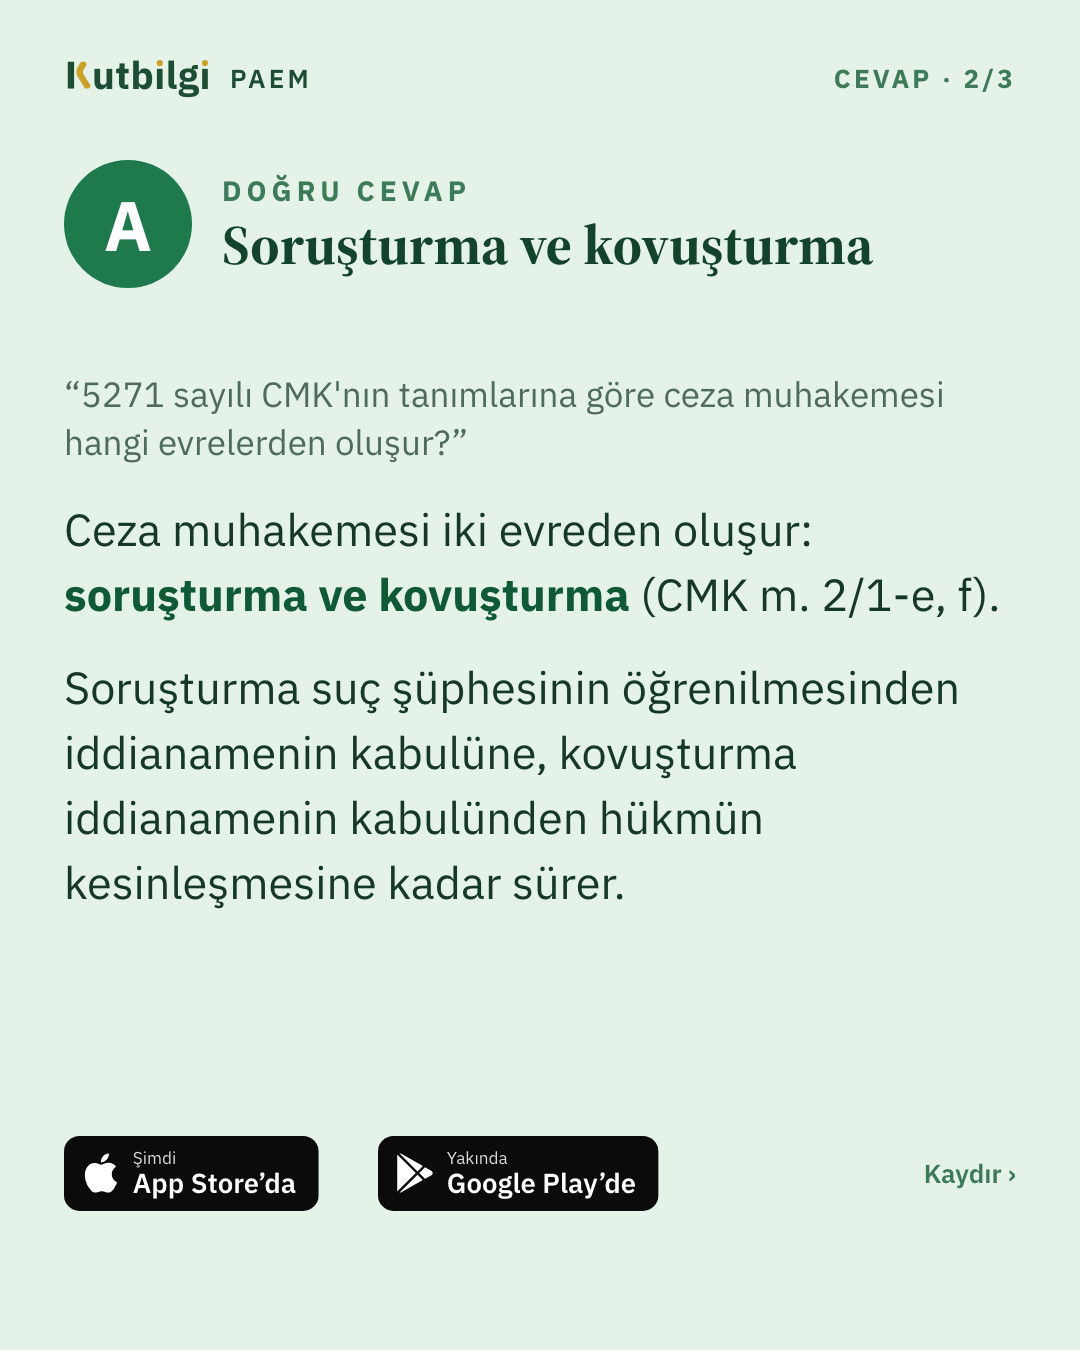 Kutbilgi PAEM
CEVAP · 2/3
A
DOĞRU CEVAP
Soruşturma ve kovuşturma
“5271 sayılı CMK'nın tanımlarına göre ceza muhakemesi
hangi evrelerden oluşur?”
Ceza muhakemesi iki evreden oluşur:
soruşturma ve kovuşturma (CMK m. 2/1-e, f).
Soruşturma suç şüphesinin öğrenilmesinden
iddianamenin kabulüne, kovuşturma
iddianamenin kabulünden hükmün
kesinleşmesine kadar sürer.
Şimdi
App Store’da
Yakında
Google Play’de
Kaydır ›